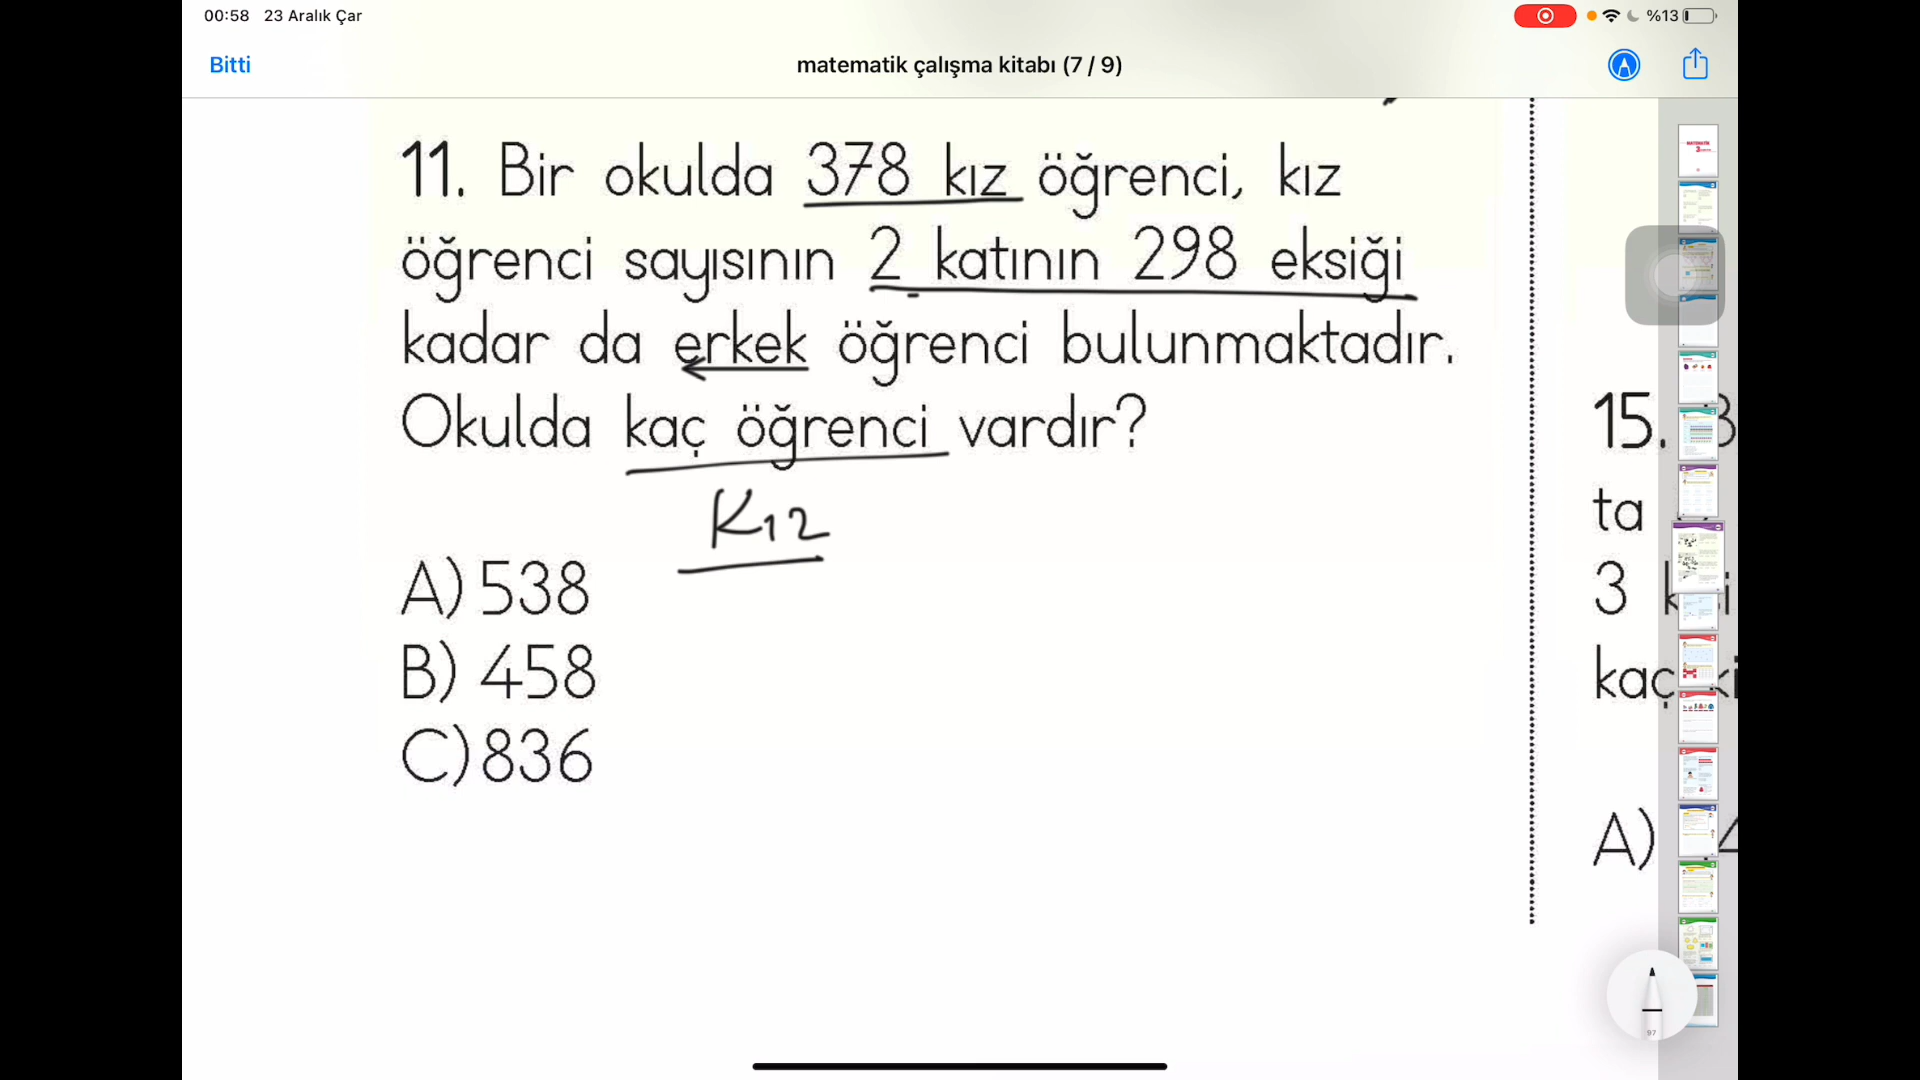 00:58 23 Aralık Çar
%13
Bitti
matematik çalışma kitabı (7 / 9)
11. Bir okulda 378 kız öğrenci, kız
öğrenci sayısının 2 katının 298 eksiği
kadar da erkek öğrenci bulunmaktadır.
Okulda kaç öğrenci vardır?
Kız
A) 538
B) 458
C) 836
15.
ta
3
kaç
A)
97